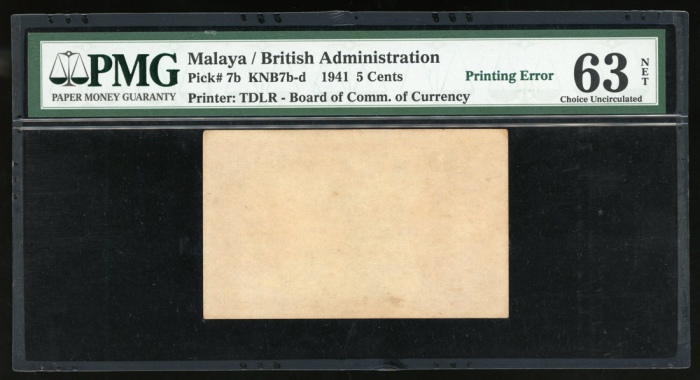 PMG
PAPER MONEY GUARANTY
Malaya / British Administration
Pick# 7b KNB7b-d 1941 5 Cents
Printer: TDLR - Board of Comm. of Currency
Printing Error
63 NET
Choice Uncirculated